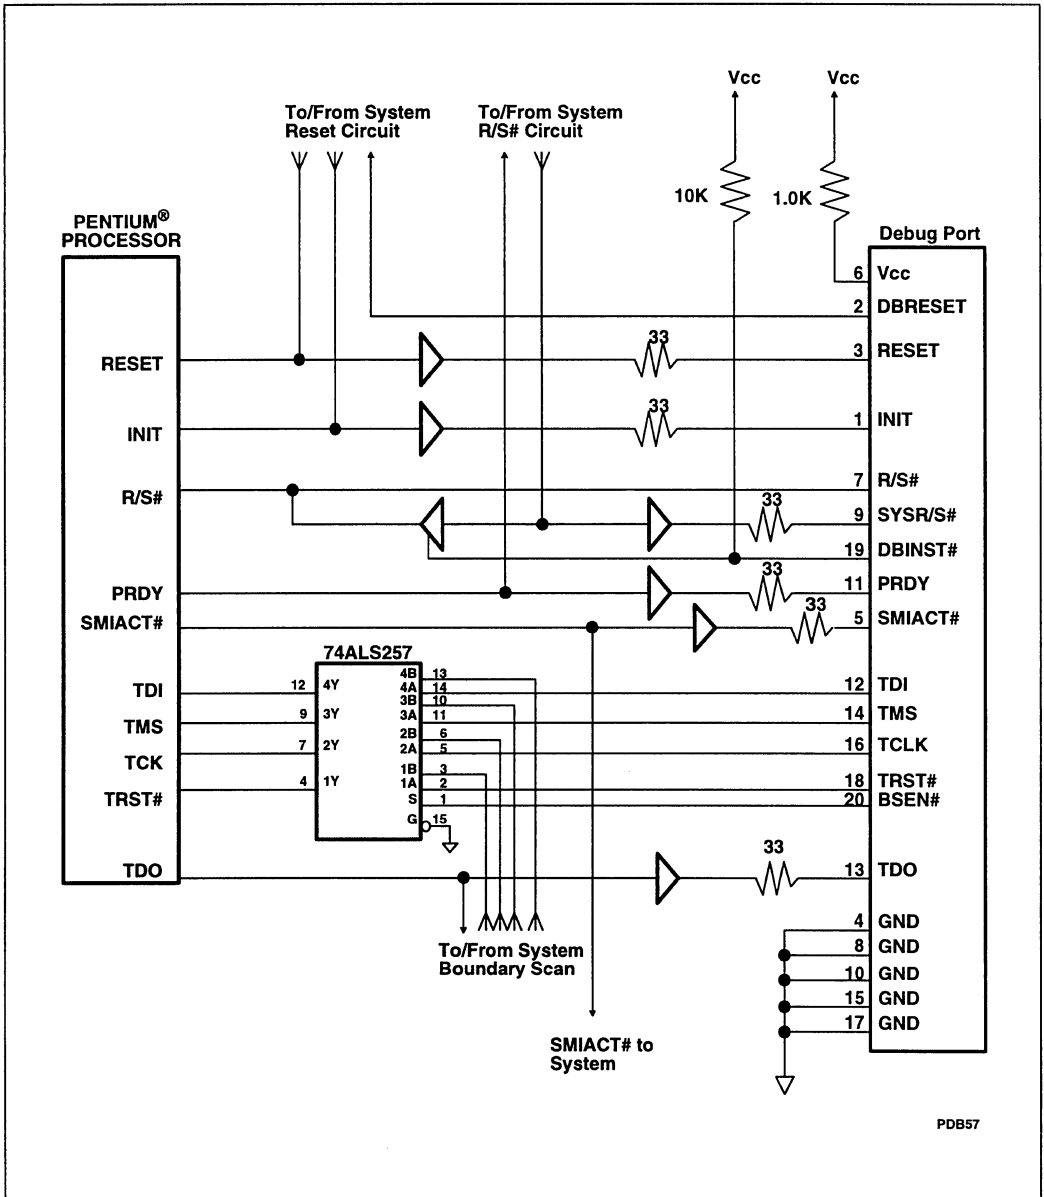 Vcc
Vcc
To/From System
Reset Circuit
To/From System
R/S# Circuit
10K
1.0K
PENTIUM®
PROCESSOR
Debug Port
6 Vcc
2 DBRESET
RESET
33
3 RESET
INIT
33
1 INIT
R/S#
7 R/S#
33
9 SYSR/S#
19 DBINST#
PRDY
33
11 PRDY
SMIACT#
33
5 SMIACT#
74ALS257
TDI
12 4Y
4B 13
4A 14
12 TDI
TMS
9 3Y
3B 10
3A 11
14 TMS
TCK
7 2Y
2B 6
2A 5
16 TCLK
TRST#
4 1Y
1B 3
1A 2
18 TRST#
S 1
20 BSEN#
G 15
TDO
33
13 TDO
4 GND
8 GND
10 GND
15 GND
17 GND
To/From System
Boundary Scan
SMIACT# to
System
PDB57